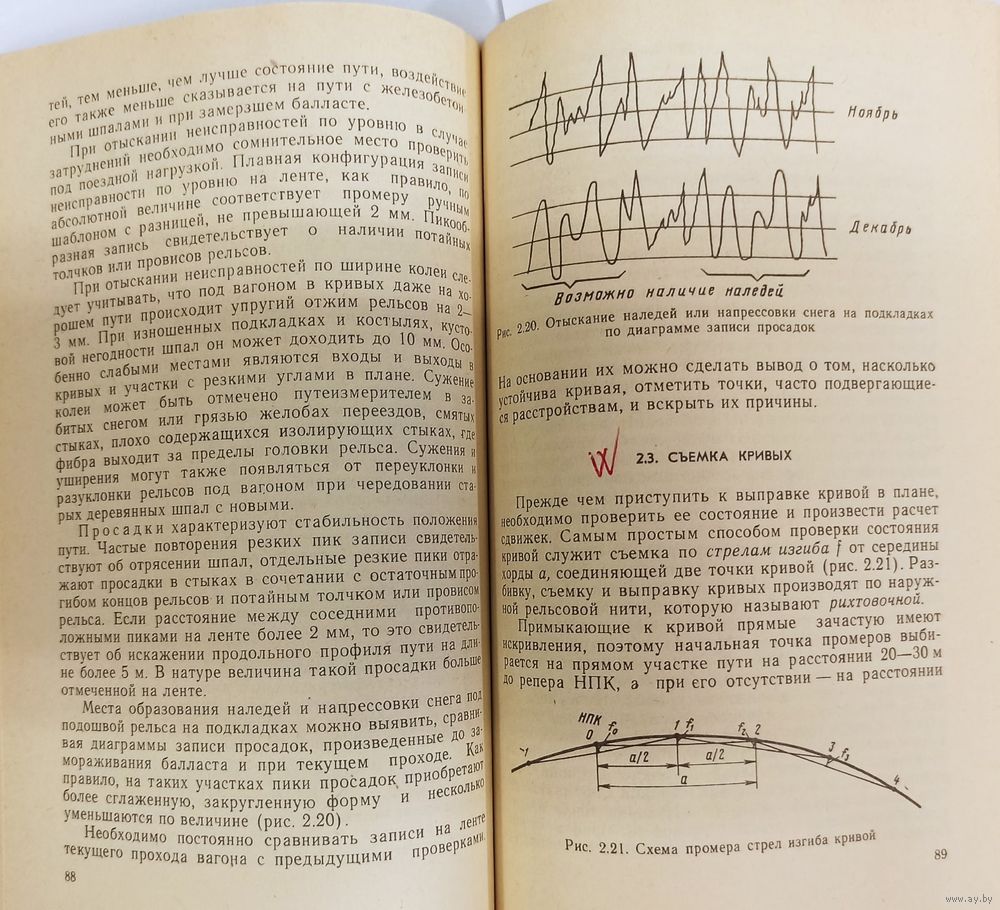 тей, тем меньше, чем лучше состояние пути, воздействие
его также меньше сказывается на пути с железобетон-
ными шпалами и при замерзшем балласте.
При отыскании неисправностей по уровню в случае
затруднений необходимо сомнительное место проверить
под поездной нагрузкой. Плавная конфигурация записи
неисправности по уровню на ленте, как правило, по
абсолютной величине соответствует промеру ручным
шаблоном с разницей, не превышающей 2 мм. Пикооб-
разная запись свидетельствует о наличии потайных
толчков или провисов рельсов.
При отыскании неисправностей по ширине колеи сле-
дует учитывать, что под вагоном в кривых даже на хо-
рошем пути происходит упругий отжим рельсов на 2—
3 мм. При изношенных подкладках и костылях, кусто-
вой негодности шпал он может доходить до 10 мм. Осо-
бенно слабыми местами являются входы и выходы в
кривых и участки с резкими углами в плане. Сужение
колеи может быть отмечено путеизмерителем в за-
битых снегом или грязью желобах переездов, смятых
стыках, плохо содержащихся изолирующих стыках, где
фибра выходит за пределы головки рельса. Сужения и
уширения могут также появляться от переуклонки и
разуклонки рельсов под вагоном при чередовании ста-
рых деревянных шпал с новыми.
Просадки характеризуют стабильность положения
пути. Частые повторения резких пик записи свидетель-
ствуют об отрясении шпал, отдельные резкие пики отра-
жают просадки в стыках в сочетании с остаточным про-
гибом концов рельсов и потайным толчком или провисом
рельса. Если расстояние между соседними противопо-
ложными пиками на ленте более 2 мм, то это свидетель-
ствует об искажении продольного профиля пути на дли-
не более 5 м. В натуре величина такой просадки больше
отмеченной на ленте.
Места образования наледей и напрессовки снега под
подошвой рельса на подкладках можно выявить, сравни-
вая диаграммы записи просадок, произведенные до за-
мораживания балласта и при текущем проходе. Как
правило, на таких участках пики просадок приобретают
более сглаженную, закругленную форму и несколько
уменьшаются по величине (рис. 2.20).
Необходимо постоянно сравнивать записи на ленте
текущего прохода вагона с предыдущими проверками.
88
Ноябрь
Декабрь
Возможно наличие наледей
Рис. 2.20. Отыскание наледей или напрессовки снега на подкладках
по диаграмме записи просадок
На основании их можно сделать вывод о том, насколько
устойчива кривая, отметить точки, часто подвергающие-
ся расстройствам, и вскрыть их причины.
2.3. СЪЕМКА КРИВЫХ
Прежде чем приступить к выправке кривой в плане,
необходимо проверить ее состояние и произвести расчет
сдвижек. Самым простым способом проверки состояния
кривой служит съемка по стрелам изгиба f от середины
хорды a, соединяющей две точки кривой (рис. 2.21). Раз-
бивку, съемку и выправку кривых производят по наруж-
ной рельсовой нити, которую называют рихтовочной.
Примыкающие к кривой прямые зачастую имеют
искривления, поэтому начальная точка промеров выби-
рается на прямом участке пути на расстоянии 20—30 м
до репера НПК, а при его отсутствии — на расстоянии
НПК
-1 0 f₀ 1 f₁ f₂ 2 3 f₃ 4
a/2 a/2
a
Рис. 2.21. Схема промера стрел изгиба кривой
89
www.ay.by